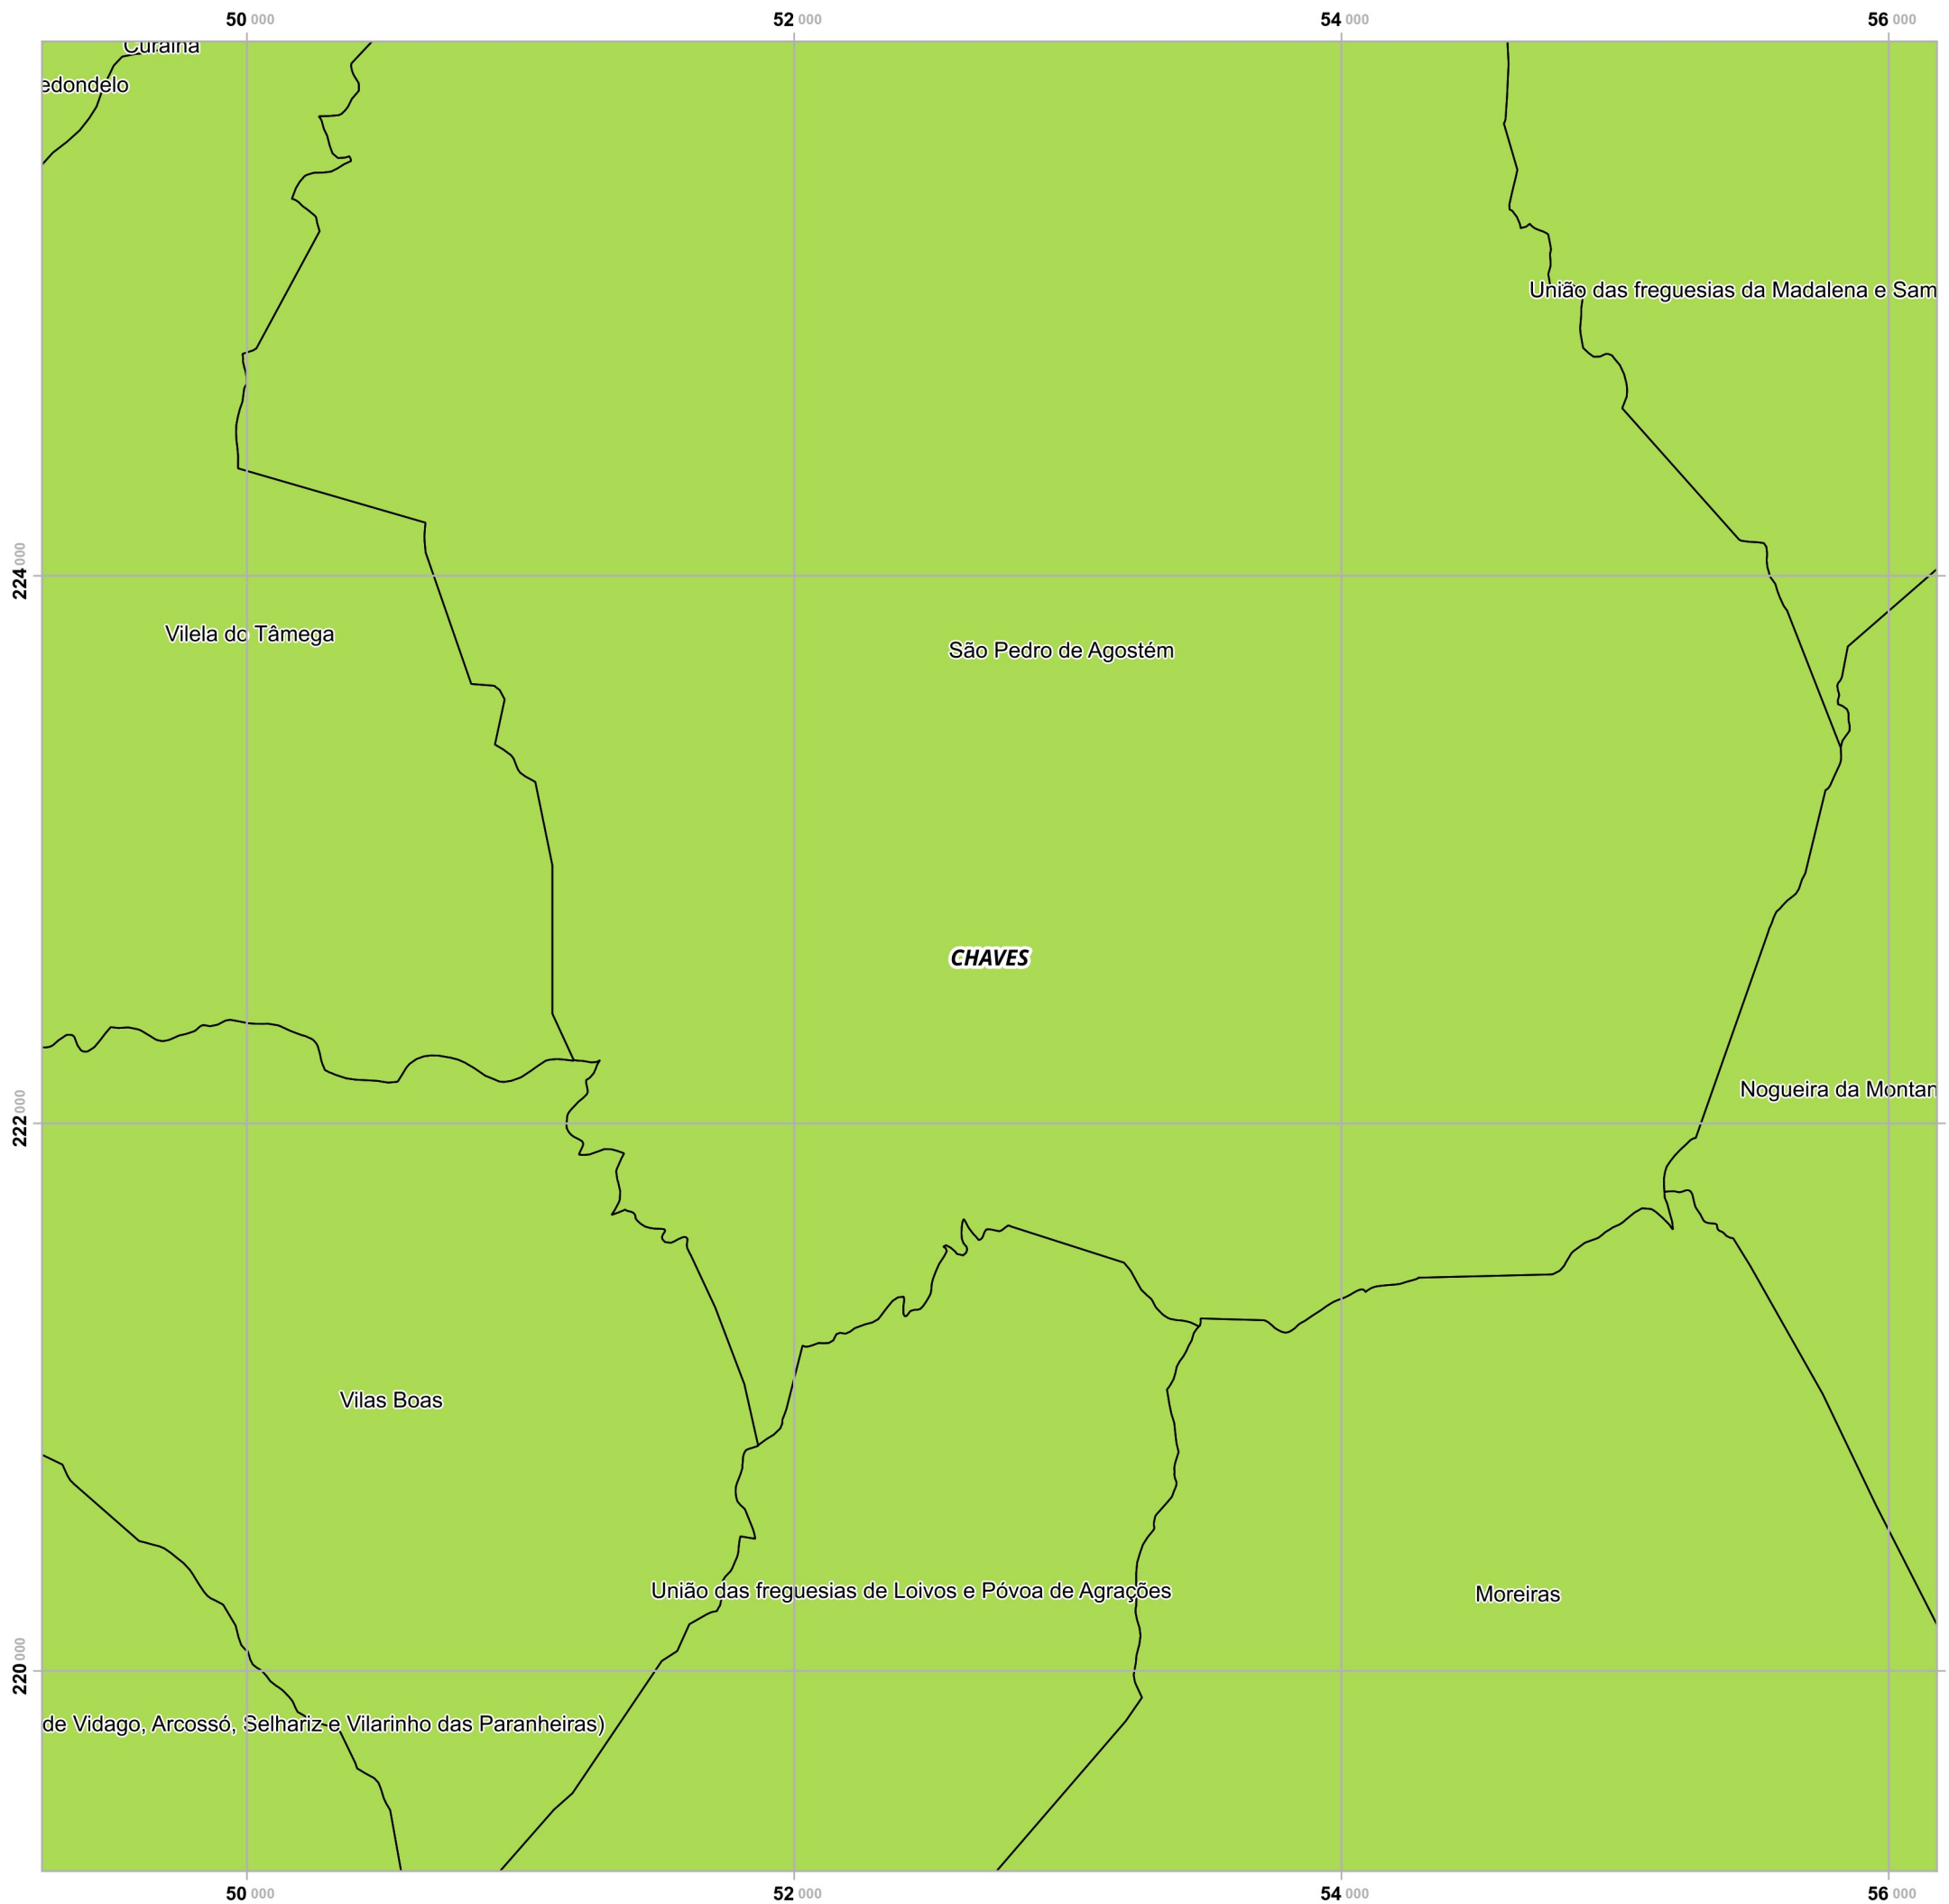 50 000 52 000 54 000 56 000
Curalha
edondelo
União das freguesias da Madalena e Sam
224 000
Vilela do Tâmega
São Pedro de Agostém
CHAVES
Nogueira da Montan
222 000
Vilas Boas
União das freguesias de Loivos e Póvoa de Agrações
Moreiras
220 000
de Vidago, Arcossó, Selhariz e Vilarinho das Paranheiras)
50 000 52 000 54 000 56 000